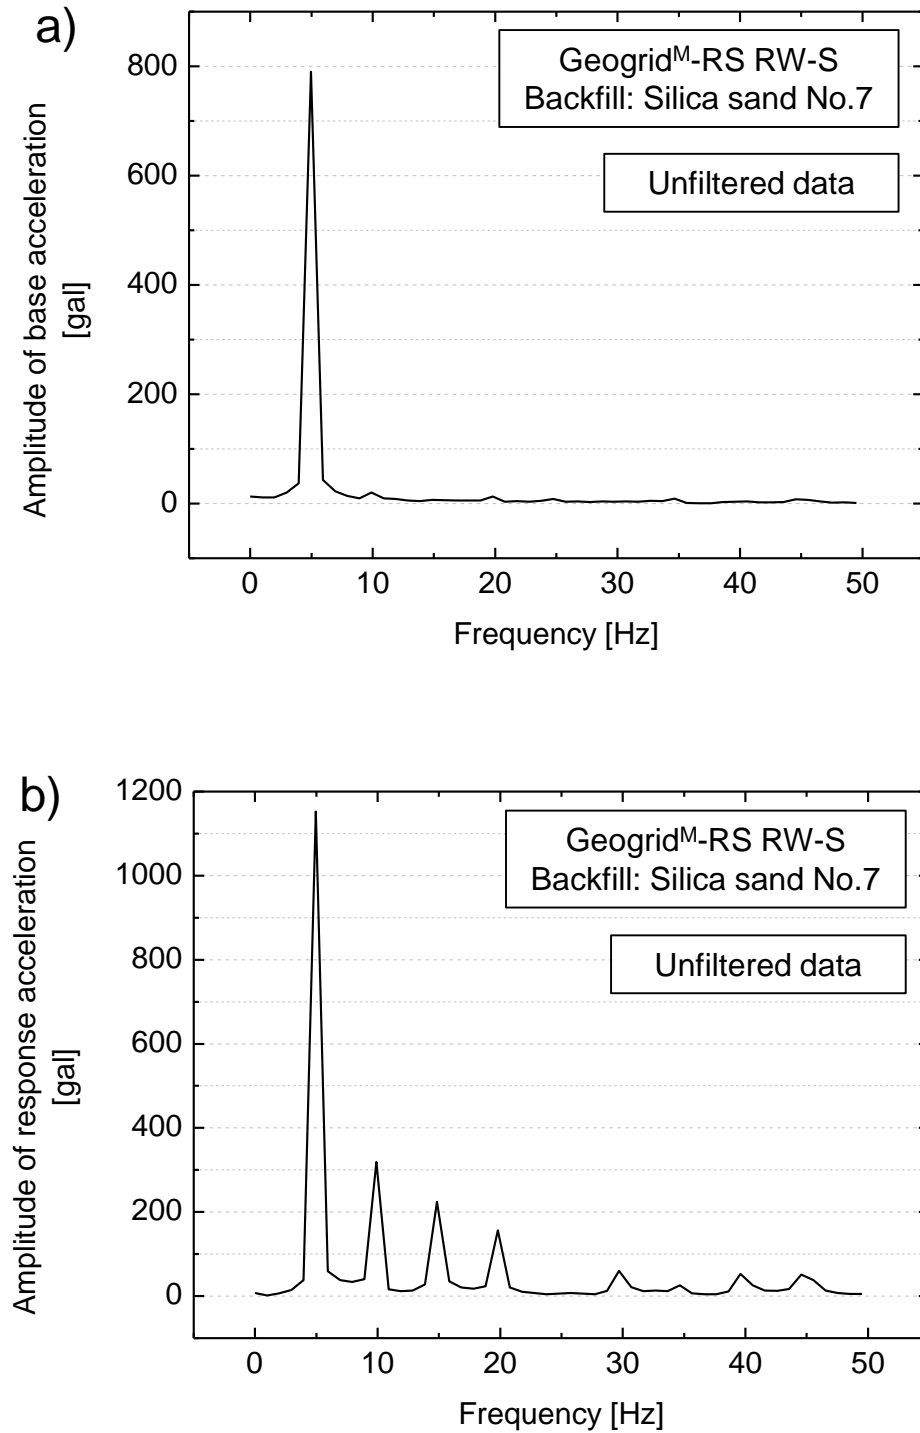 a)
Geogridᴹ-RS RW-S
Backfill: Silica sand No.7
Unfiltered data
Amplitude of base acceleration
[gal]
800
600
400
200
0
0 10 20 30 40 50
Frequency [Hz]
b)
Geogridᴹ-RS RW-S
Backfill: Silica sand No.7
Unfiltered data
Amplitude of response acceleration
[gal]
1200
1000
800
600
400
200
0
0 10 20 30 40 50
Frequency [Hz]